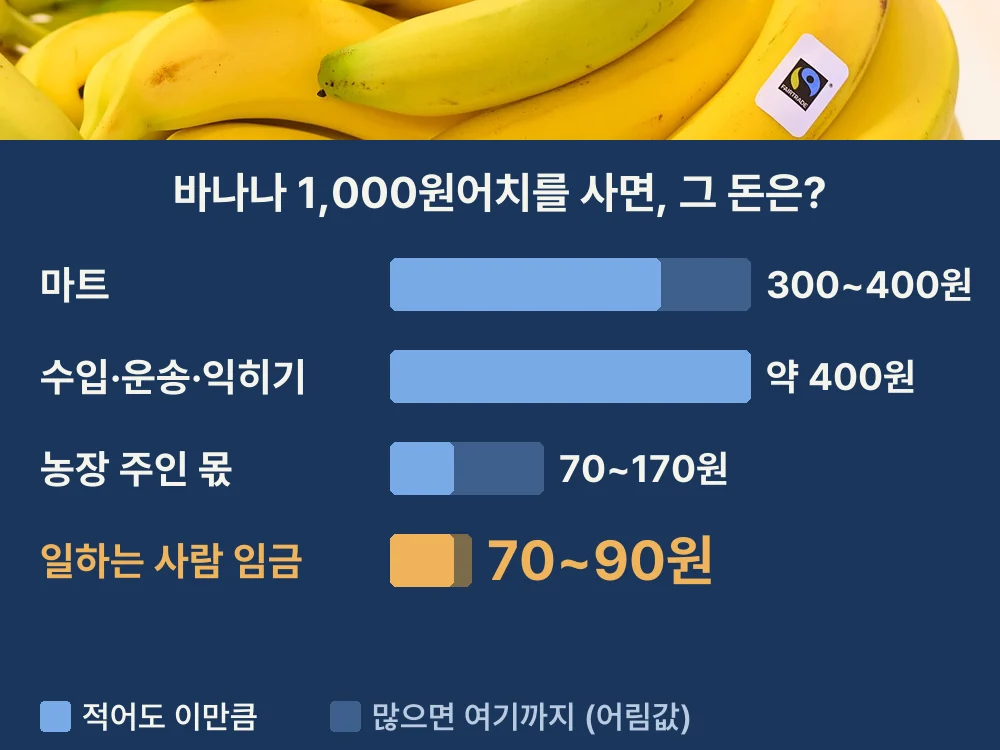 FAIRTRADE
바나나 1,000원어치를 사면, 그 돈은?
마트 300~400원
수입·운송·익히기 약 400원
농장 주인 몫 70~170원
일하는 사람 임금 70~90원
적어도 이만큼 많으면 여기까지 (어림값)